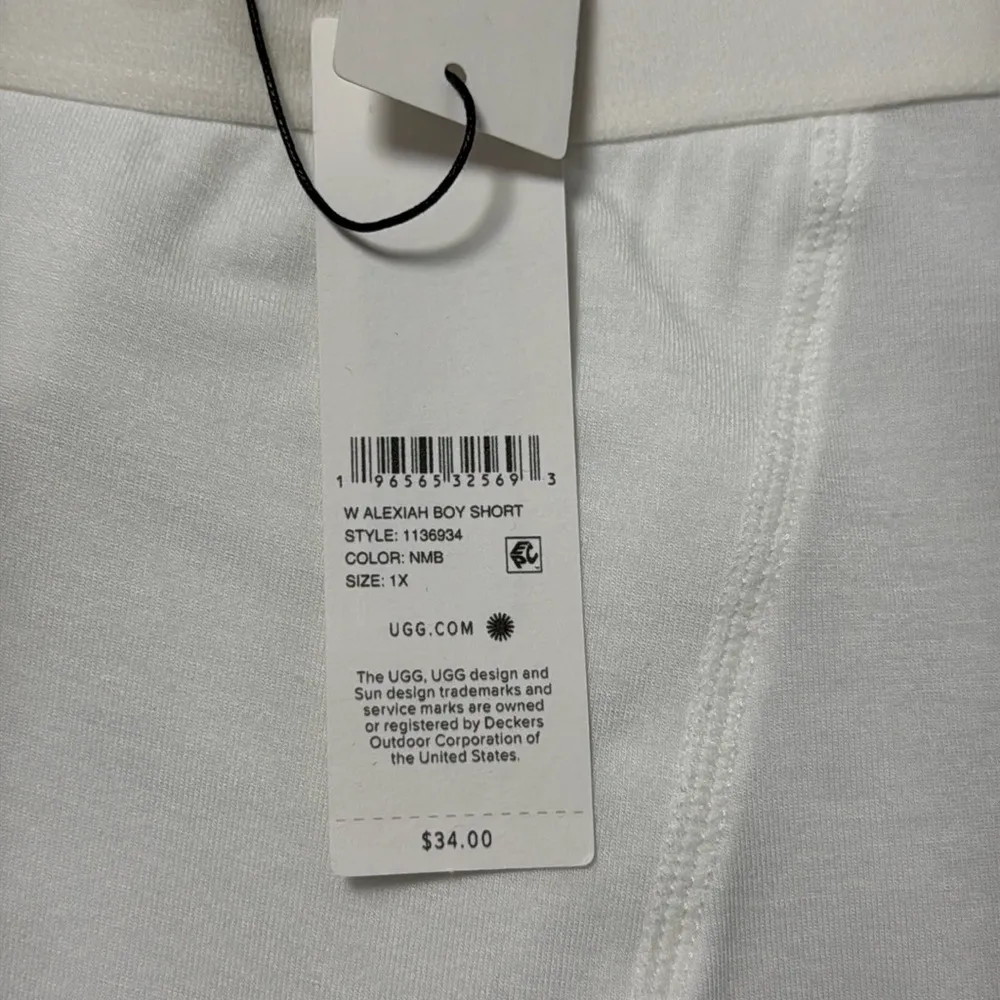 1 96565 32569 3
W ALEXIAH BOY SHORT
STYLE: 1136934
COLOR: NMB
EPC
SIZE: 1X
UGG.COM
The UGG, UGG design and
Sun design trademarks and
service marks are owned
or registered by Deckers
Outdoor Corporation of
the United States.
$34.00